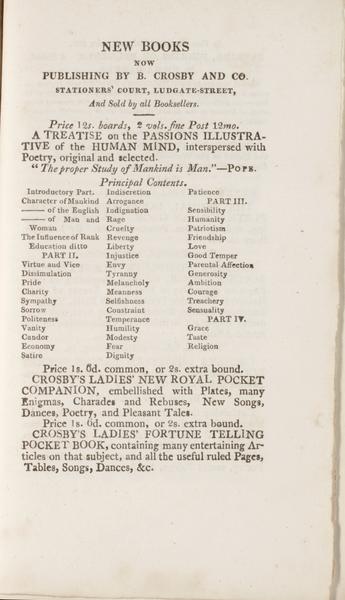 NEW BOOKS
NOW
PUBLISHING BY B. CROSBY AND CO.
STATIONERS' COURT, LUDGATE-STREET,
And Sold by all Booksellers.
Price 12s. boards, 2 vols. fine Post 12mo.
A TREATISE on the PASSIONS ILLUSTRA-
TIVE of the HUMAN MIND, interspersed with
Poetry, original and selected.
"The proper Study of Mankind is Man."—POPE.
Principal Contents.
Introductory Part.
Character of Mankind
—— of the English
—— of Man and
Woman
The Influence of Rank
Education ditto
PART II.
Virtue and Vice
Dissimulation
Pride
Charity
Sympathy
Sorrow
Politeness
Vanity
Candor
Economy
Satire
Indiscretion
Arrogance
Indignation
Rage
Cruelty
Revenge
Liberty
Injustice
Envy
Tyranny
Melancholy
Meanness
Selfishness
Constraint
Temperance
Humility
Modesty
Fear
Dignity
Patience
PART III.
Sensibility
Humanity
Patriotism
Friendship
Love
Good Temper
Parental Affection
Generosity
Ambition
Courage
Treachery
Sensuality
PART IV.
Grace
Taste
Religion
Price 1s. 6d. common, or 2s. extra bound.
CROSBY'S LADIES' NEW ROYAL POCKET
COMPANION, embellished with Plates, many
Enigmas, Charades and Rebuses, New Songs,
Dances, Poetry, and Pleasant Tales.
Price 1s. 6d. common, or 2s. extra bound.
CROSBY'S LADIES' FORTUNE TELLING
POCKET BOOK, containing many entertaining Ar-
ticles on that subject, and all the useful ruled Pages,
Tables, Songs, Dances, &c.